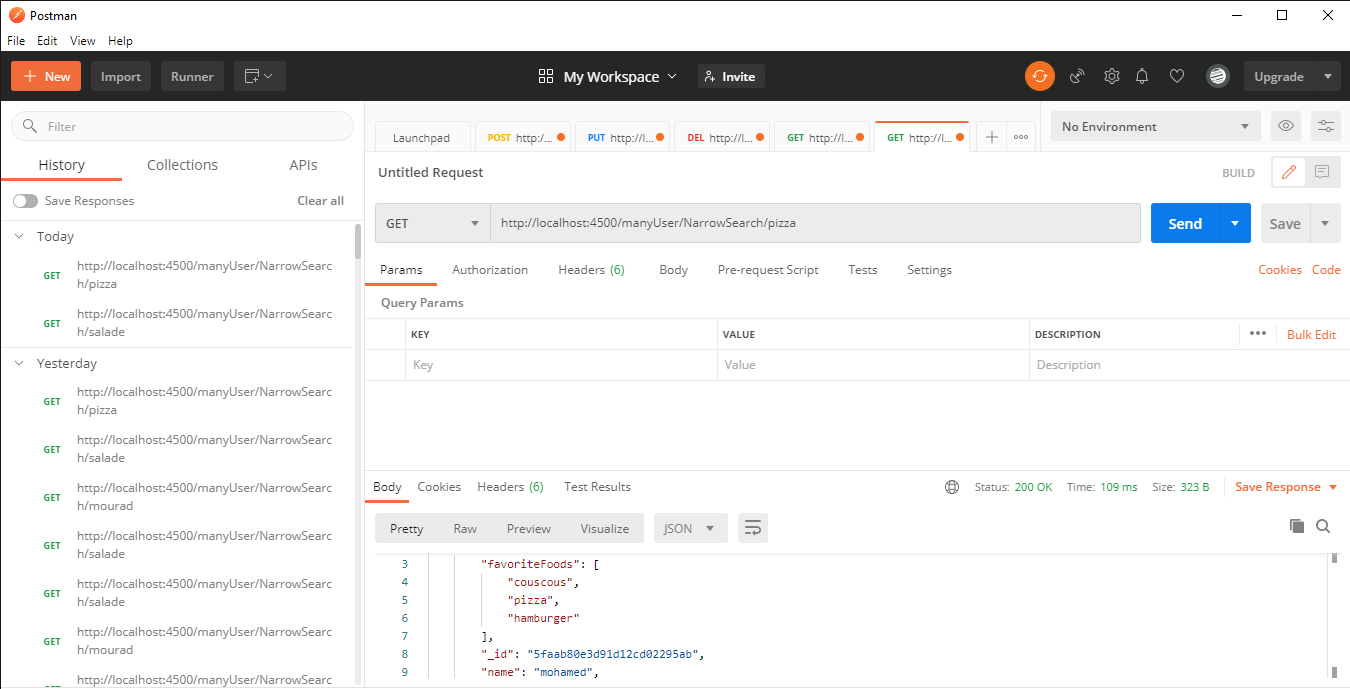 Postman
File Edit View Help
New Import Runner My Workspace Invite Upgrade
Filter
History Collections APIs
Save Responses Clear all
Today
GET http://localhost:4500/manyUser/NarrowSearc
h/pizza
GET http://localhost:4500/manyUser/NarrowSearc
h/salade
Yesterday
GET http://localhost:4500/manyUser/NarrowSearc
h/pizza
GET http://localhost:4500/manyUser/NarrowSearc
h/salade
GET http://localhost:4500/manyUser/NarrowSearc
h/mourad
GET http://localhost:4500/manyUser/NarrowSearc
h/salade
GET http://localhost:4500/manyUser/NarrowSearc
h/salade
GET http://localhost:4500/manyUser/NarrowSearc
h/mourad
http://localhost:4500/manyUser/NarrowSearc
Launchpad POST http:/... PUT http://l... DEL http://l... GET http://l... GET http://l... No Environment
Untitled Request BUILD
GET http://localhost:4500/manyUser/NarrowSearch/pizza Send Save
Params Authorization Headers (6) Body Pre-request Script Tests Settings Cookies Code
Query Params
KEY VALUE DESCRIPTION Bulk Edit
Key Value Description
Body Cookies Headers (6) Test Results Status: 200 OK Time: 109 ms Size: 323 B Save Response
Pretty Raw Preview Visualize JSON
3 "favoriteFoods": [
4 "couscous",
5 "pizza",
6 "hamburger"
7 ],
8 "_id": "5faab80e3d91d12cd02295ab",
9 "name": "mohamed",